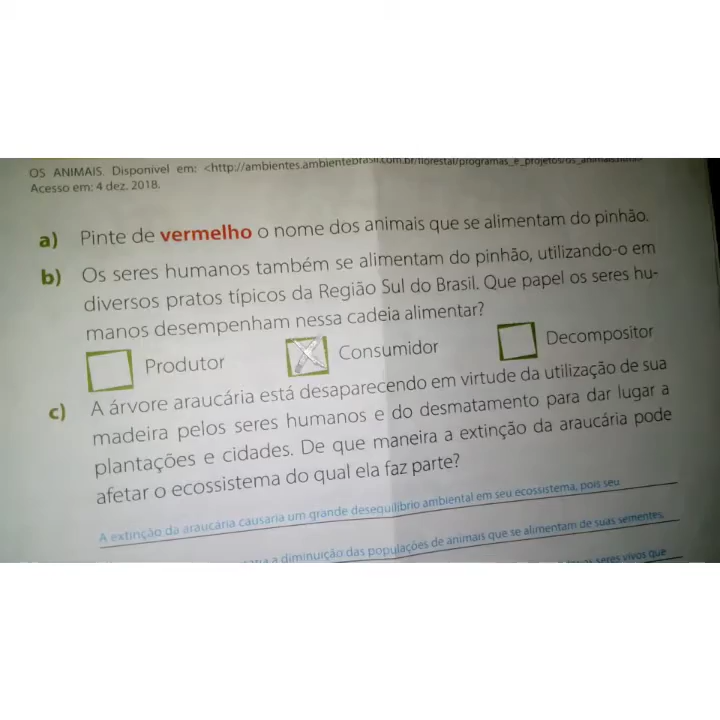 OS ANIMAIS. Disponível em: <http://ambientes.ambientebrasil.com.br/florestal/programas_e_projetos/os_animais.html>
Acesso em: 4 dez. 2018.
a) Pinte de vermelho o nome dos animais que se alimentam do pinhão.
b) Os seres humanos também se alimentam do pinhão, utilizando-o em
diversos pratos típicos da Região Sul do Brasil. Que papel os seres hu-
manos desempenham nessa cadeia alimentar?
Produtor Consumidor Decompositor
c) A árvore araucária está desaparecendo em virtude da utilização de sua
madeira pelos seres humanos e do desmatamento para dar lugar a
plantações e cidades. De que maneira a extinção da araucária pode
afetar o ecossistema do qual ela faz parte?
A extinção da araucária causaria um grande desequilíbrio ambiental em seu ecossistema, pois seu
a diminuição das populações de animais que se alimentam de suas sementes,
seres vivos que